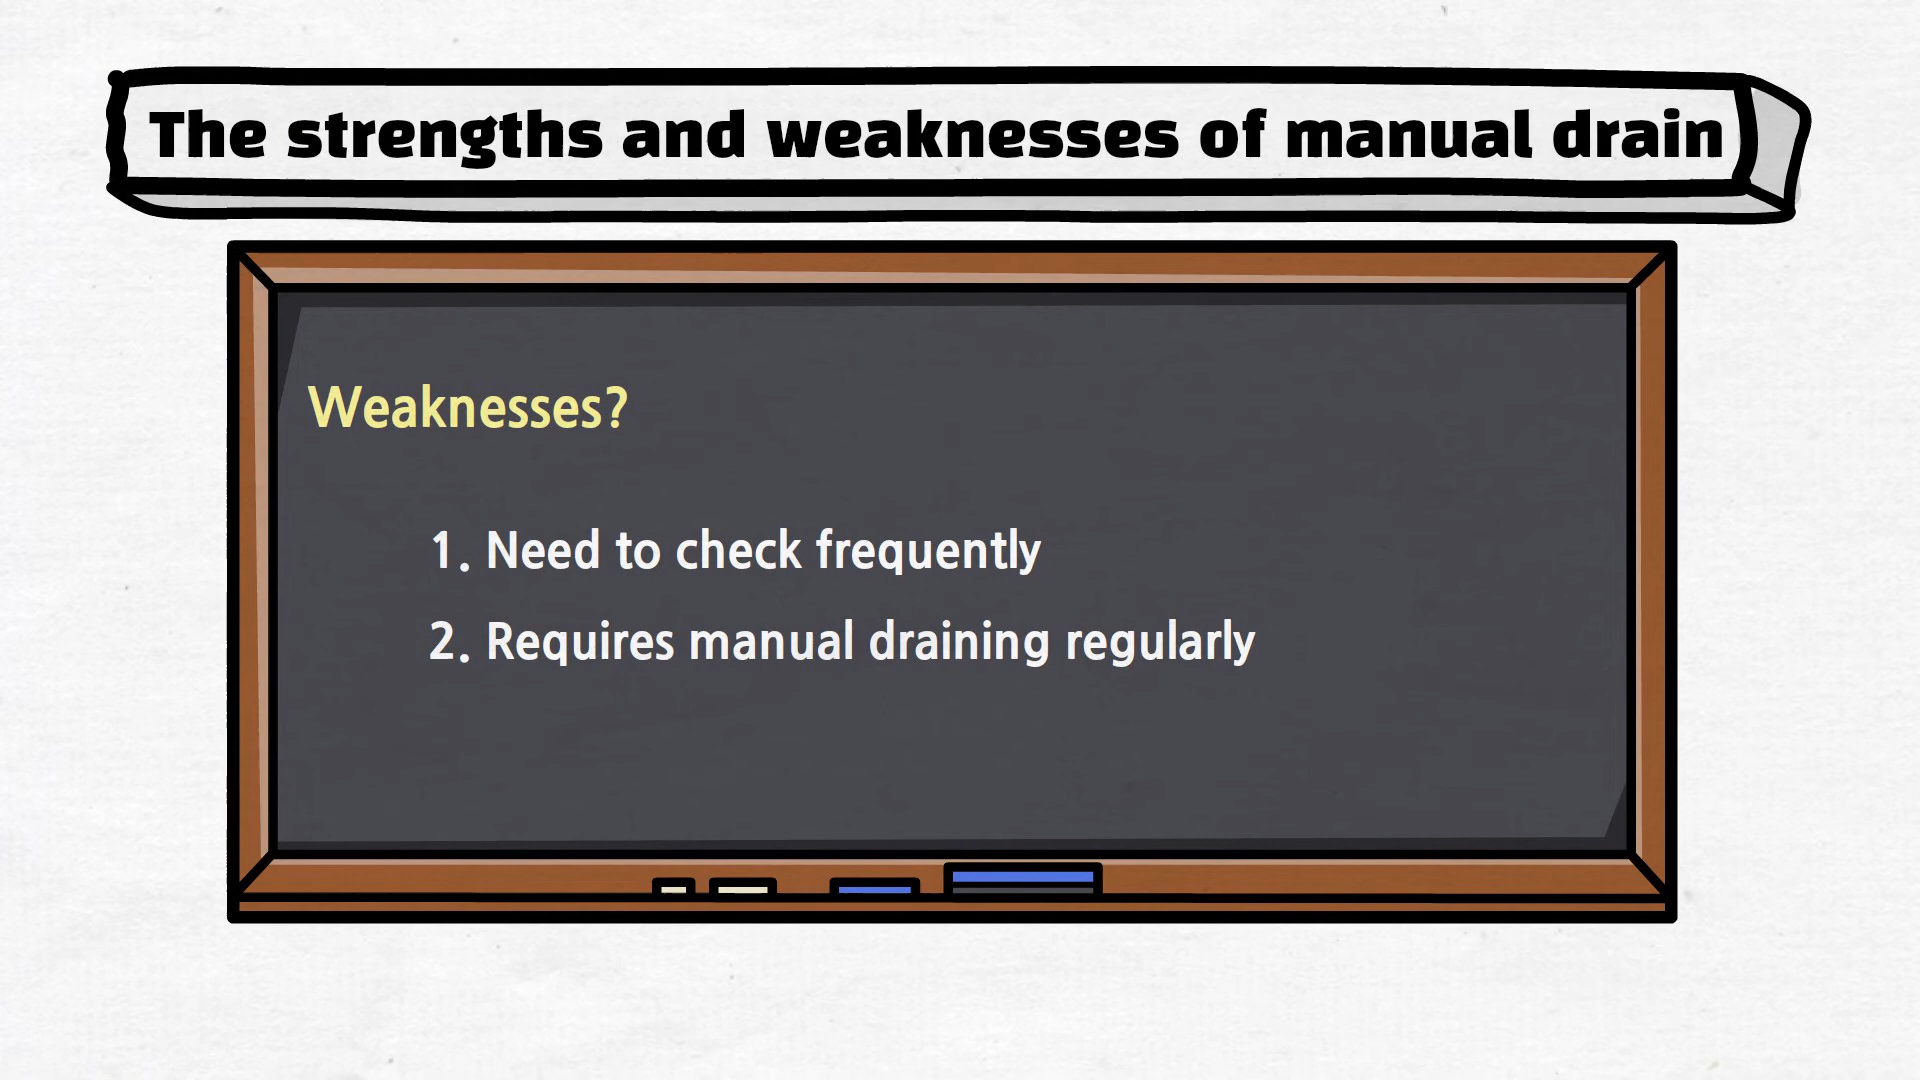 The strengths and weaknesses of manual drain
Weaknesses?
1. Need to check frequently
2. Requires manual draining regularly